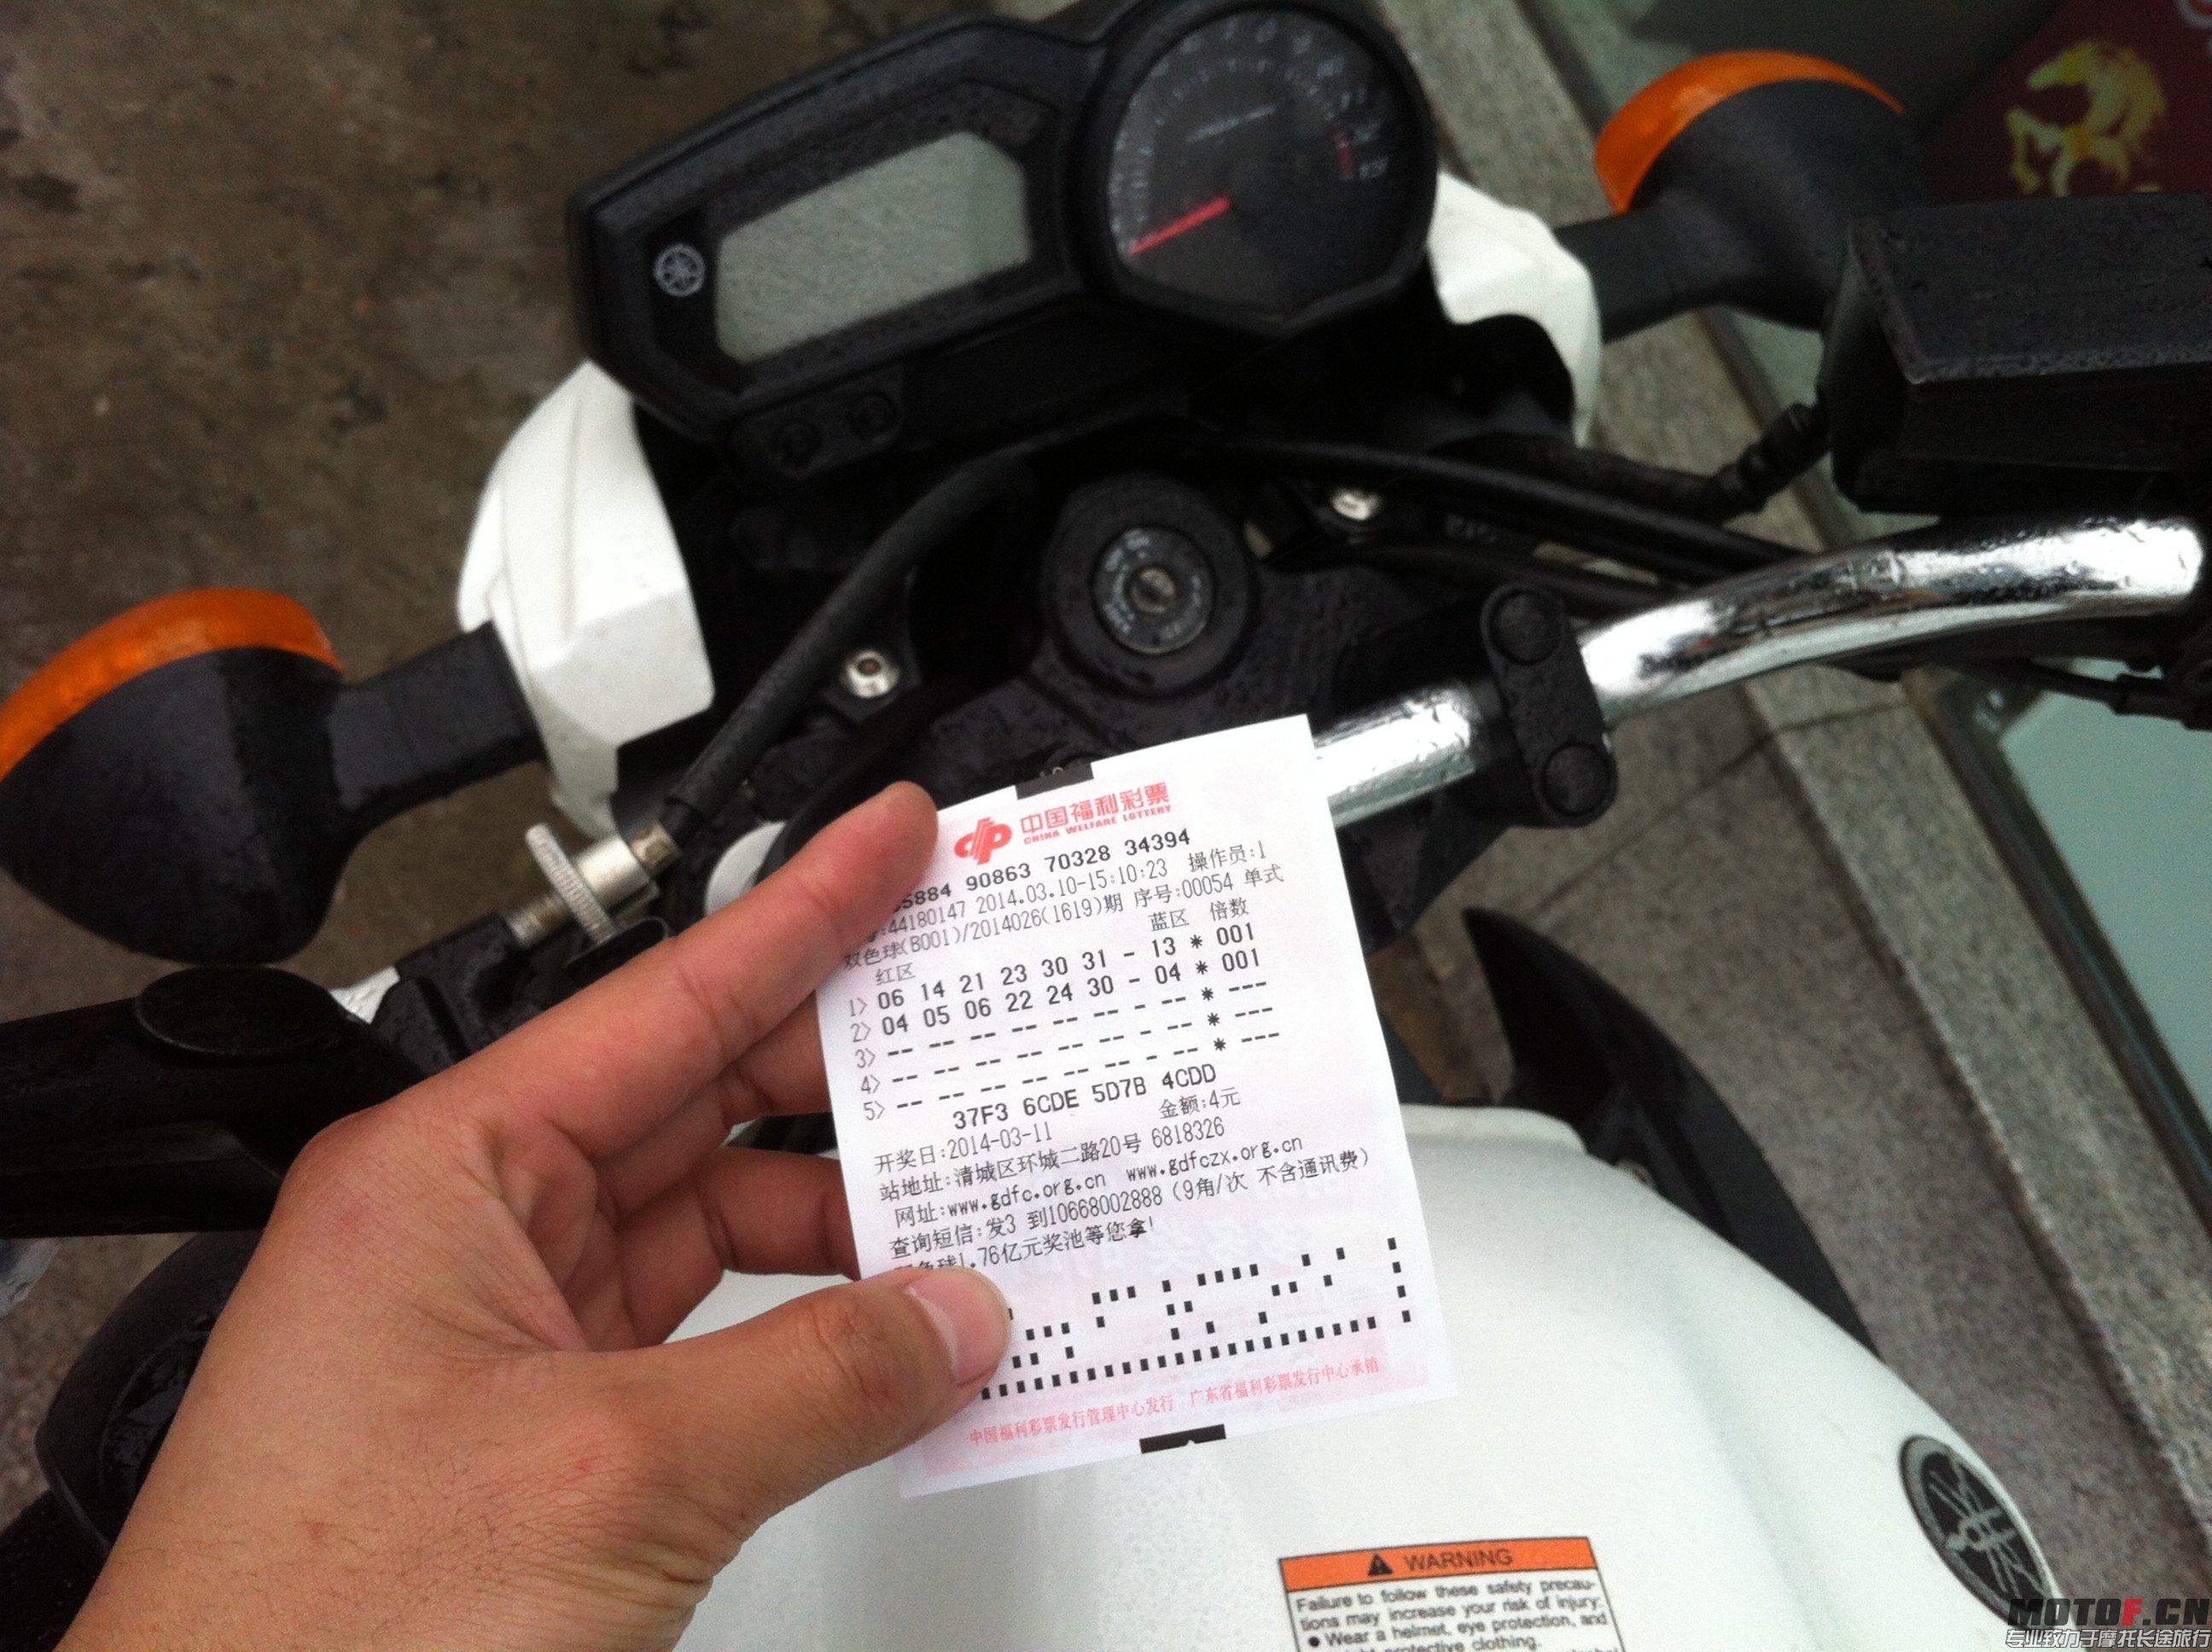 中国福利彩票
CHINA WELFARE LOTTERY
5884 90863 70328 34394
:44180147 2014.03.10-15:10:23 操作员:1
双色球(B001)/2014026(1619)期 序号:00054 单式
红区 蓝区 倍数
1> 06 14 21 23 30 31 - 13 * 001
2> 04 05 06 22 24 30 - 04 * 001
3> -- -- -- -- -- -- - -- * ---
4> -- -- -- -- -- -- - -- * ---
5> -- -- -- -- -- -- - -- * ---
37F3 6CDE 5D7B 4CDD
开奖日:2014-03-11 金额:4元
站地址:清城区环城二路20号 6818326
网址:www.gdfc.org.cn www.gdfczx.org.cn
查询短信:发3 到10668002888 (9角/次 不含通讯费)
色球1.76亿元奖池等您拿!
中国福利彩票发行管理中心发行 广东省福利彩票发行中心承销
WARNING
Failure to follow these safety precau-
tions may increase your risk of injury:
● Wear a helmet, eye protection, and
protective clothing.
MOTOF.CN
专业致力于摩托长途旅行